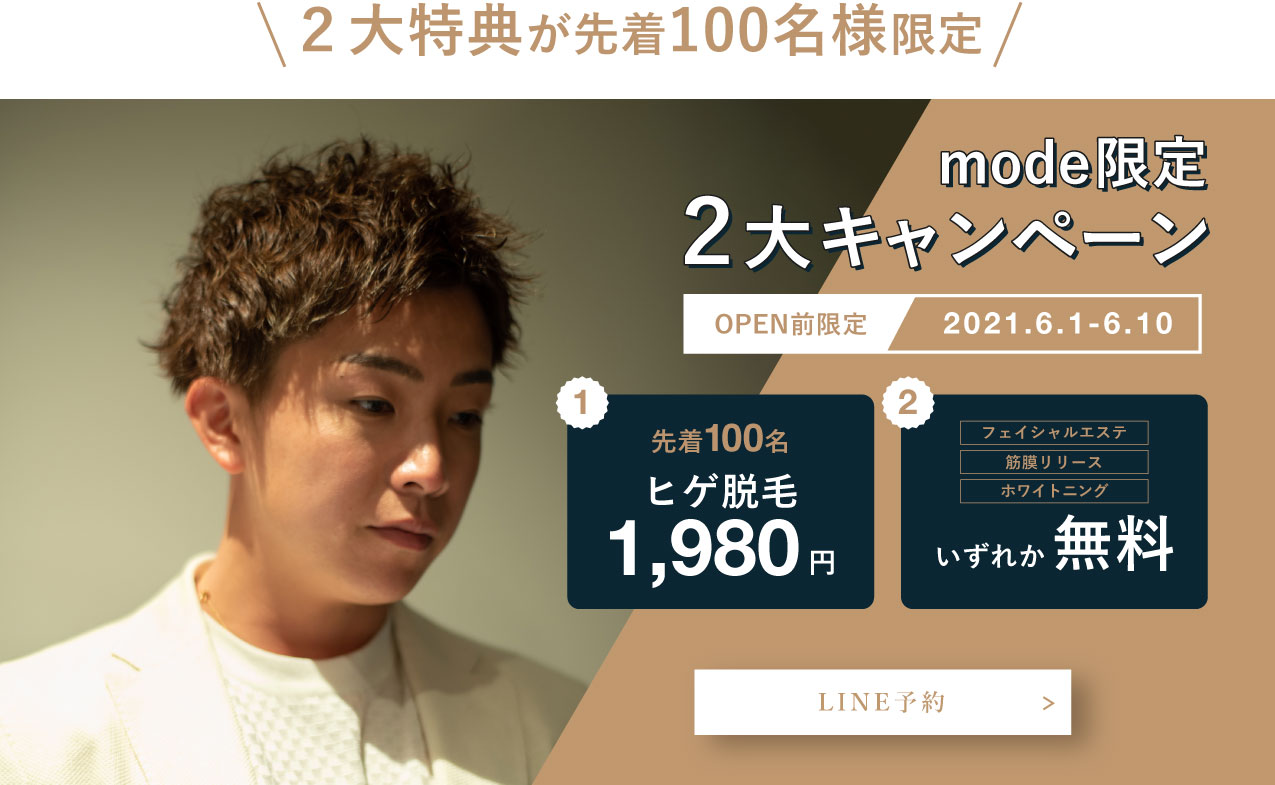 ２大特典が先着100名様限定
mode限定
２大キャンペーン
OPEN前限定 2021.6.1-6.10
1
先着100名
ヒゲ脱毛
1,980円
2
フェイシャルエステ
筋膜リリース
ホワイトニング
いずれか 無料
LINE予約 >